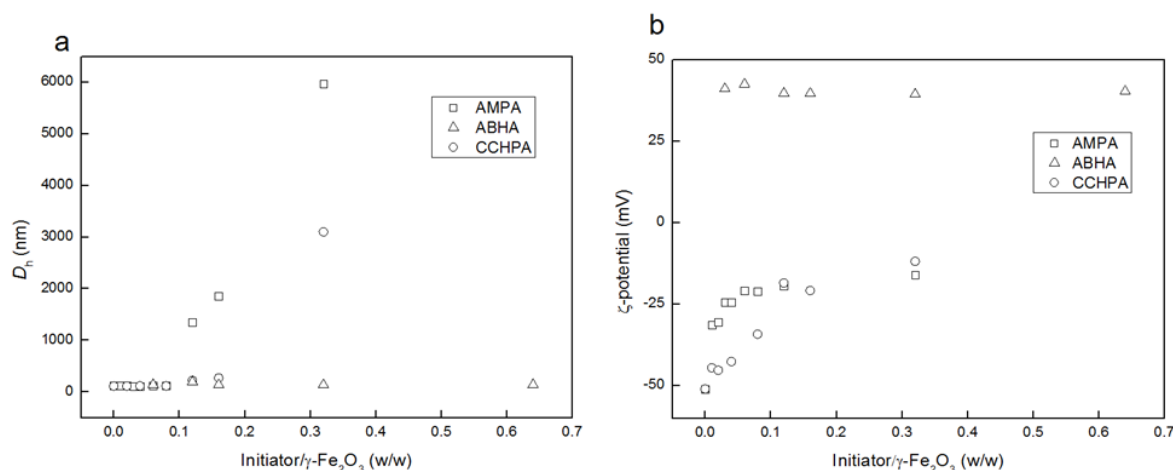 a
6000
5000
4000
3000
2000
1000
0
D_h (nm)
AMPA
ABHA
CCHPA
0.0 0.1 0.2 0.3 0.4 0.5 0.6 0.7
Initiator/γ-Fe₂O₃ (w/w)
b
50
25
0
-25
-50
ζ-potential (mV)
AMPA
ABHA
CCHPA
0.0 0.1 0.2 0.3 0.4 0.5 0.6 0.7
Initiator/γ-Fe₂O₃ (w/w)